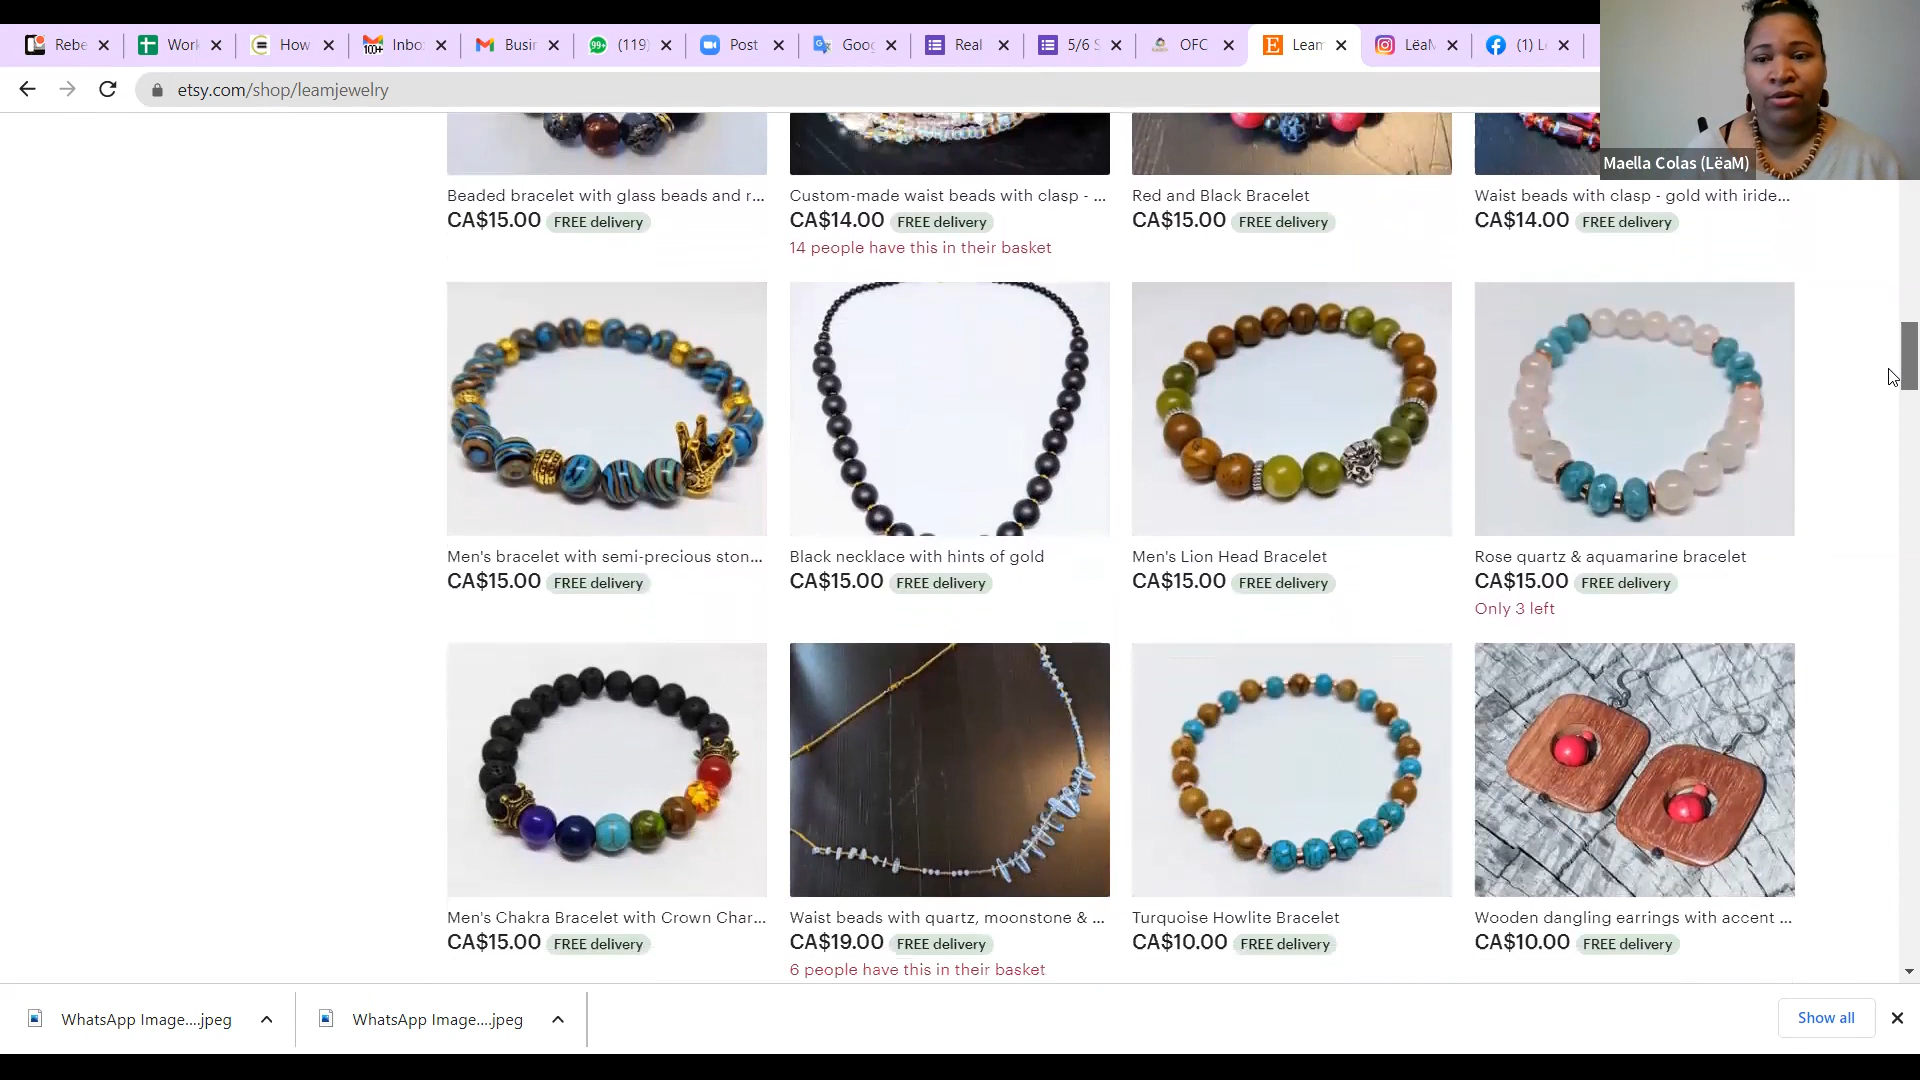 Rebe
Work
How
Inbo
Busir
(119)
Post
Goog
Real
5/6 S
OFC
Leam
LëaM
(1) L
etsy.com/shop/leamjewelry
Maella Colas (LëaM)
Beaded bracelet with glass beads and r...
CA$15.00 FREE delivery
Custom-made waist beads with clasp - ...
CA$14.00 FREE delivery
14 people have this in their basket
Red and Black Bracelet
CA$15.00 FREE delivery
Waist beads with clasp - gold with iride...
CA$14.00 FREE delivery
Men's bracelet with semi-precious ston...
CA$15.00 FREE delivery
Black necklace with hints of gold
CA$15.00 FREE delivery
Men's Lion Head Bracelet
CA$15.00 FREE delivery
Rose quartz & aquamarine bracelet
CA$15.00 FREE delivery
Only 3 left
Men's Chakra Bracelet with Crown Char...
CA$15.00 FREE delivery
Waist beads with quartz, moonstone & ...
CA$19.00 FREE delivery
6 people have this in their basket
Turquoise Howlite Bracelet
CA$10.00 FREE delivery
Wooden dangling earrings with accent ...
CA$10.00 FREE delivery
WhatsApp Image....jpeg
WhatsApp Image....jpeg
Show all